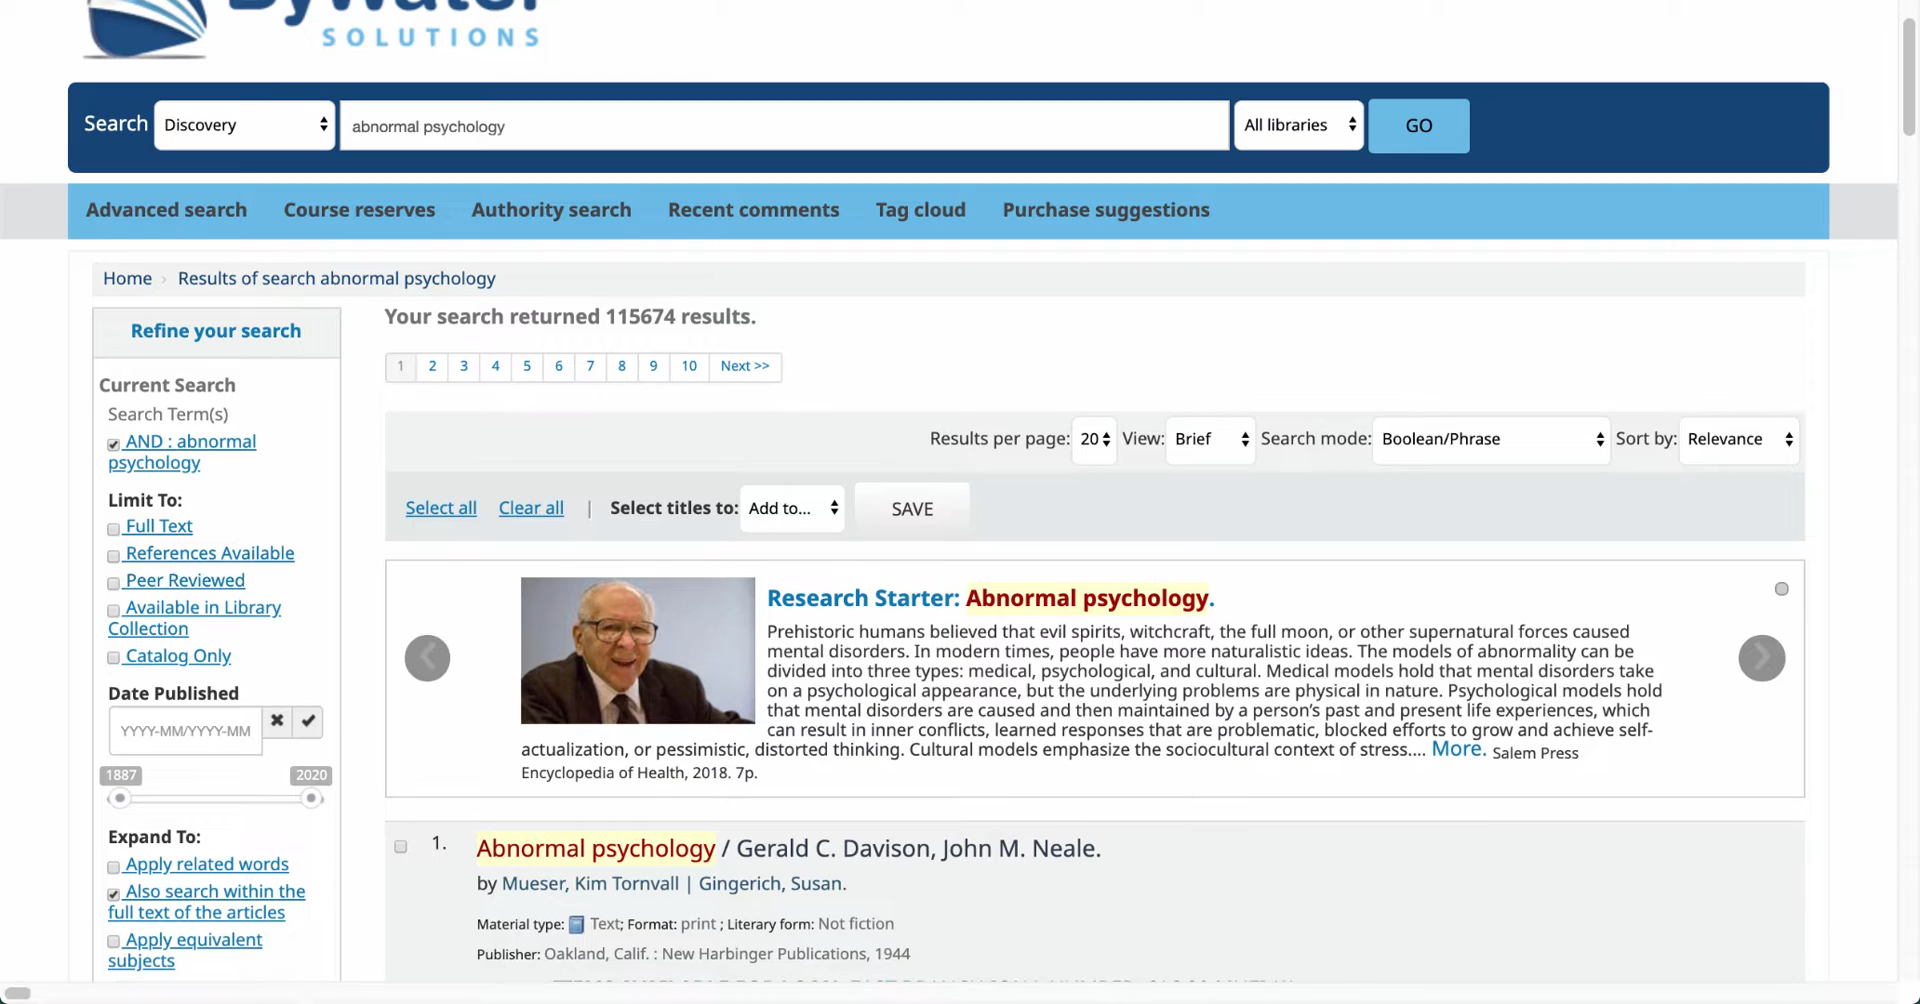 Bywater
SOLUTIONS
Search Discovery abnormal psychology All libraries GO
Advanced search Course reserves Authority search Recent comments Tag cloud Purchase suggestions
Home › Results of search abnormal psychology
Refine your search
Current Search
Search Term(s)
AND : abnormal
psychology
Limit To:
Full Text
References Available
Peer Reviewed
Available in Library
Collection
Catalog Only
Date Published
YYYY-MM/YYYY-MM
1887 2020
Expand To:
Apply related words
Also search within the
full text of the articles
Apply equivalent
subjects
Your search returned 115674 results.
1 2 3 4 5 6 7 8 9 10 Next >>
Results per page: 20 View: Brief Search mode: Boolean/Phrase Sort by: Relevance
Select all Clear all | Select titles to: Add to... SAVE
Research Starter: Abnormal psychology.
Prehistoric humans believed that evil spirits, witchcraft, the full moon, or other supernatural forces caused
mental disorders. In modern times, people have more naturalistic ideas. The models of abnormality can be
divided into three types: medical, psychological, and cultural. Medical models hold that mental disorders take
on a psychological appearance, but the underlying problems are physical in nature. Psychological models hold
that mental disorders are caused and then maintained by a person's past and present life experiences, which
can result in inner conflicts, learned responses that are problematic, blocked efforts to grow and achieve self-
actualization, or pessimistic, distorted thinking. Cultural models emphasize the sociocultural context of stress.... More. Salem Press
Encyclopedia of Health, 2018. 7p.
1. Abnormal psychology / Gerald C. Davison, John M. Neale.
by Mueser, Kim Tornvall | Gingerich, Susan.
Material type: Text; Format: print ; Literary form: Not fiction
Publisher: Oakland, Calif. : New Harbinger Publications, 1944